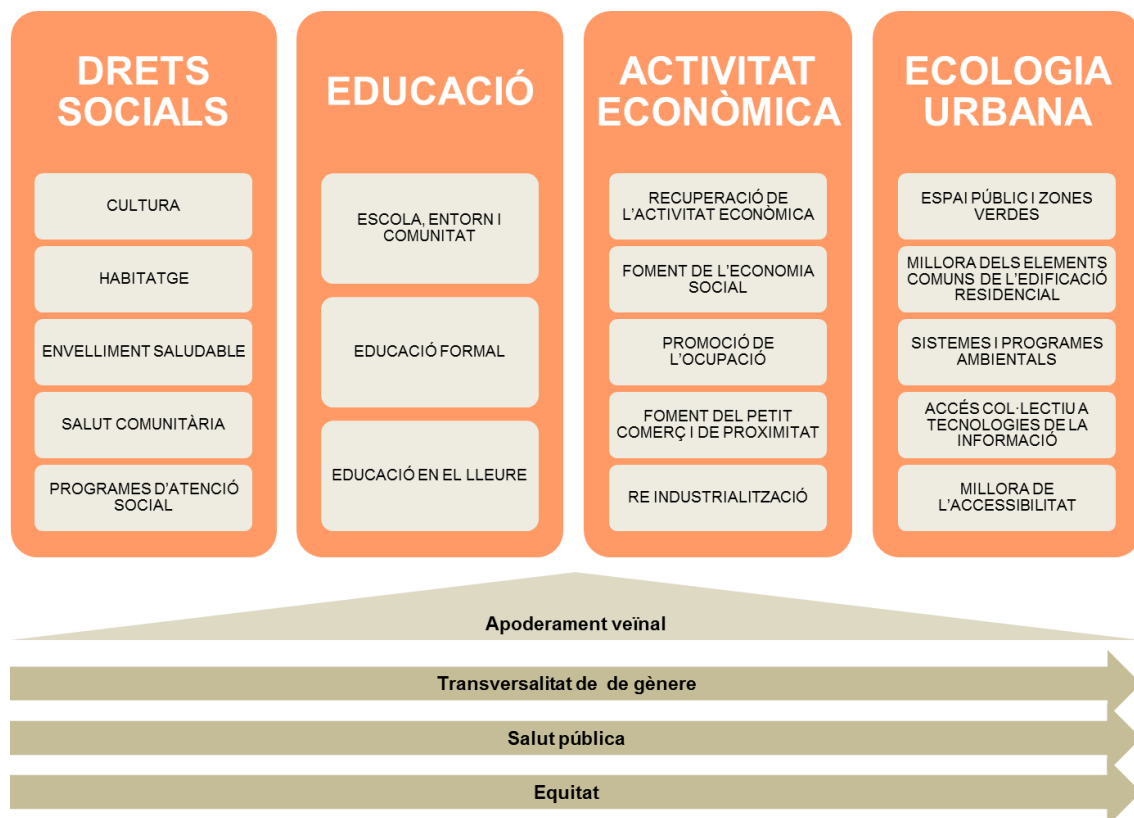 DRETS
SOCIALS
CULTURA
HABITATGE
ENVELLIMENT SALUDABLE
SALUT COMUNITÀRIA
PROGRAMES D'ATENCIÓ
SOCIAL
EDUCACIÓ
ESCOLA, ENTORN I
COMUNITAT
EDUCACIÓ FORMAL
EDUCACIÓ EN EL LLEURE
ACTIVITAT
ECONÒMICA
RECUPERACIÓ DE
L'ACTIVITAT ECONÒMICA
FOMENT DE L'ECONOMIA
SOCIAL
PROMOCIÓ DE
L'OCUPACIÓ
FOMENT DEL PETIT
COMERÇ I DE PROXIMITAT
RE INDUSTRIALITZACIÓ
ECOLOGIA
URBANA
ESPAI PÚBLIC I ZONES
VERDES
MILLORA DELS ELEMENTS
COMUNS DE L'EDIFICACIÓ
RESIDENCIAL
SISTEMES I PROGRAMES
AMBIENTALS
ACCÉS COL·LECTIU A
TECNOLOGIES DE LA
INFORMACIÓ
MILLORA DE
L'ACCESSIBILITAT
Apoderament veïnal
Transversalitat de de gènere
Salut pública
Equitat